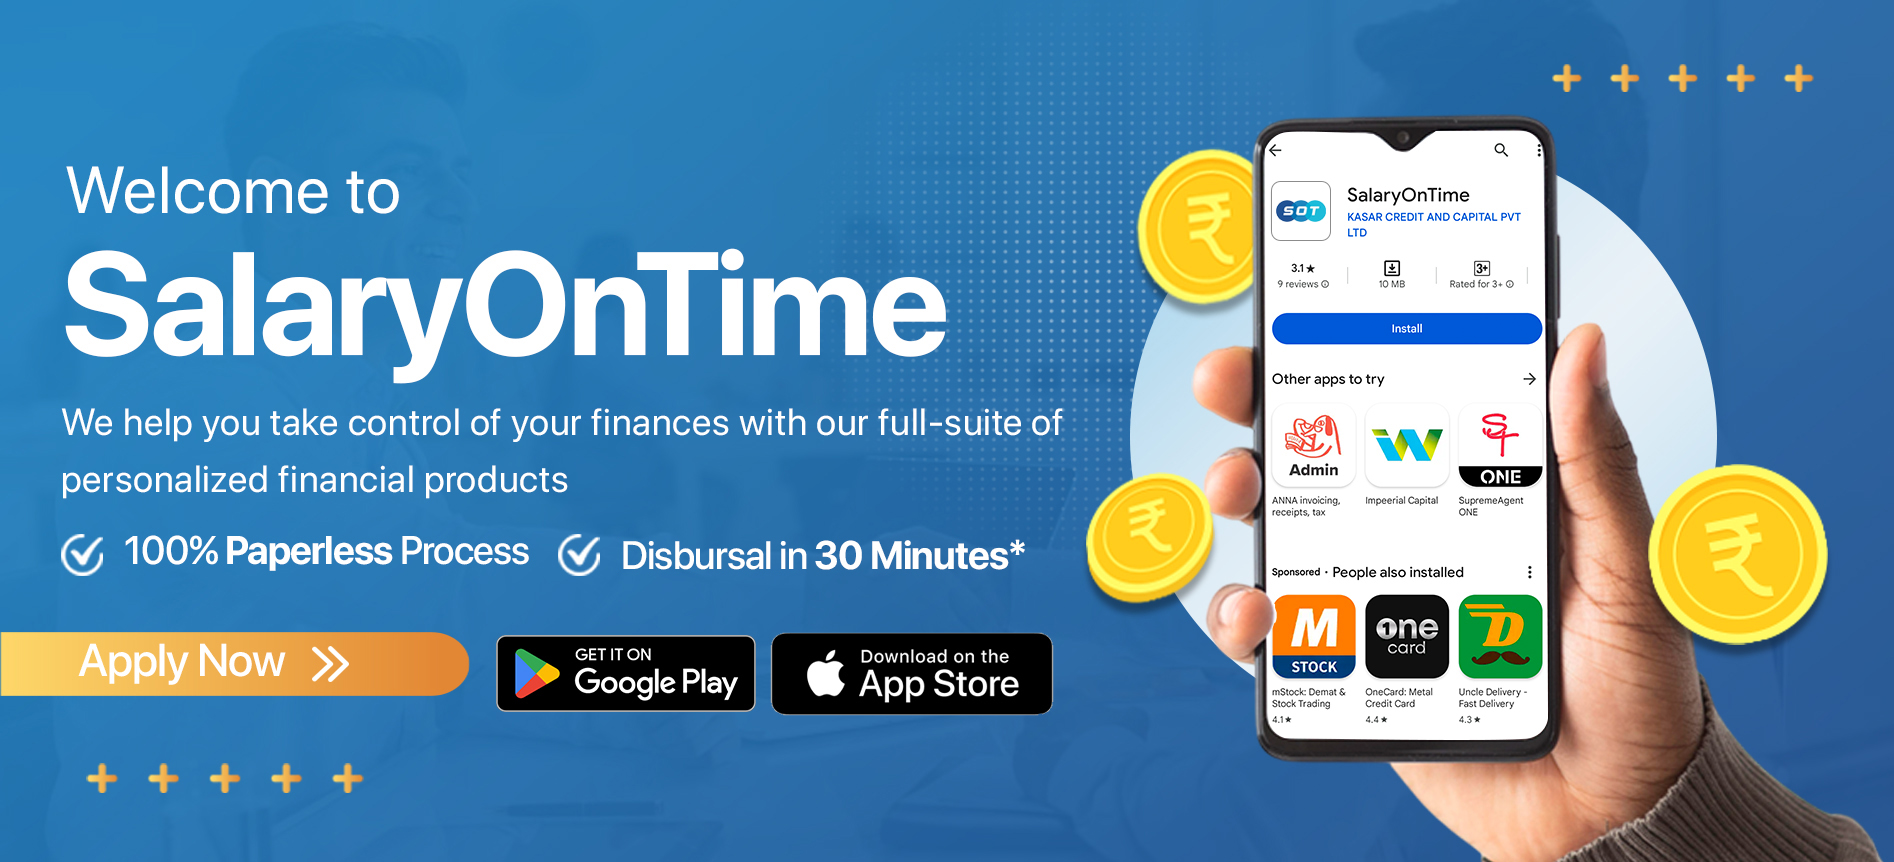 Welcome to
SalaryOnTime
We help you take control of your finances with our full-suite of
personalized financial products
100% Paperless Process
Disbursal in 30 Minutes*
Apply Now
GET IT ON
Google Play
Download on the
App Store
SOT
SalaryOnTime
KASAR CREDIT AND CAPITAL PVT
LTD
3.1★
9 reviews
10 MB
3+
Rated for 3+
Install
Other apps to try
Admin
ST
ONE
ANNA invoicing,
receipts, tax
Impeerial Capital
SupremeAgent
ONE
Sponsored · People also installed
M
STOCK
one
card
D
mStock: Demat &
Stock Trading
4.1★
OneCard: Metal
Credit Card
4.4★
Uncle Delivery -
Fast Delivery
4.3★
₹
₹
₹